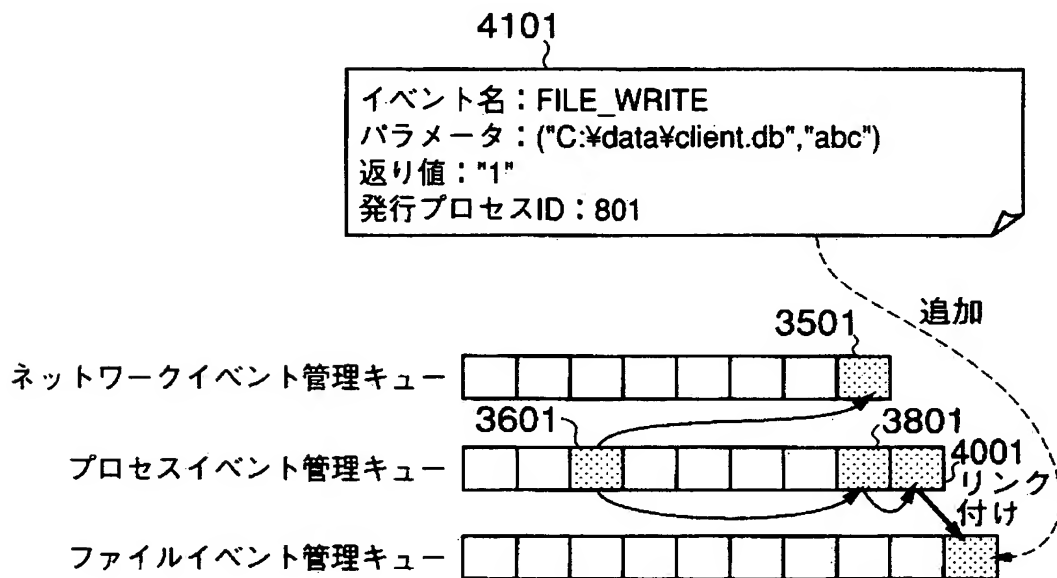 4101
イベント名：FILE_WRITE
パラメータ：("C:¥data¥client.db","abc")
返り値："1"
発行プロセスID：801
追加
3501
ネットワークイベント管理キュー
3601
3801
プロセスイベント管理キュー
4001
リンク
付け
ファイルイベント管理キュー